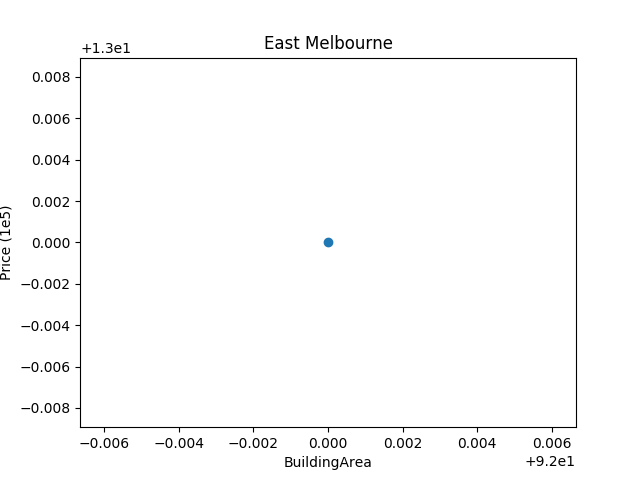 East Melbourne
+1.3e1
0.008
0.006
0.004
0.002
0.000
−0.002
−0.004
−0.006
−0.008
Price (1e5)
−0.006 −0.004 −0.002 0.000 0.002 0.004 0.006
BuildingArea
+9.2e1